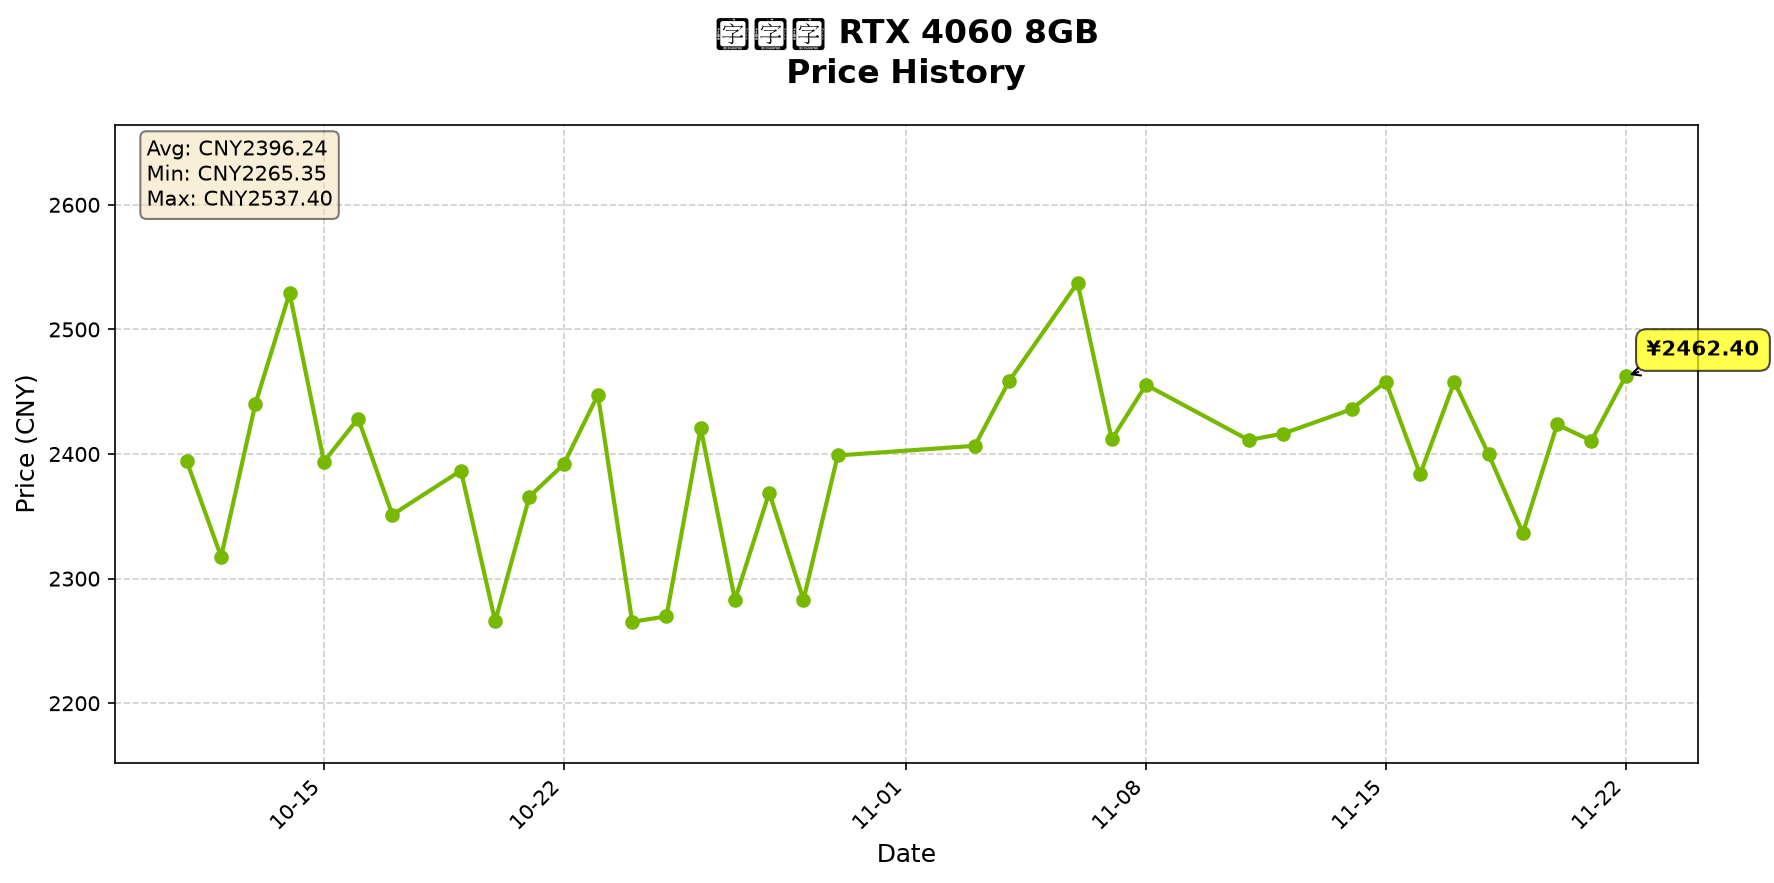 RTX 4060 8GB
Price History
Avg: CNY2396.24
Min: CNY2265.35
Max: CNY2537.40
Price (CNY)
2600
2500
2400
2300
2200
¥2462.40
10-15
10-22
11-01
11-08
11-15
11-22
Date